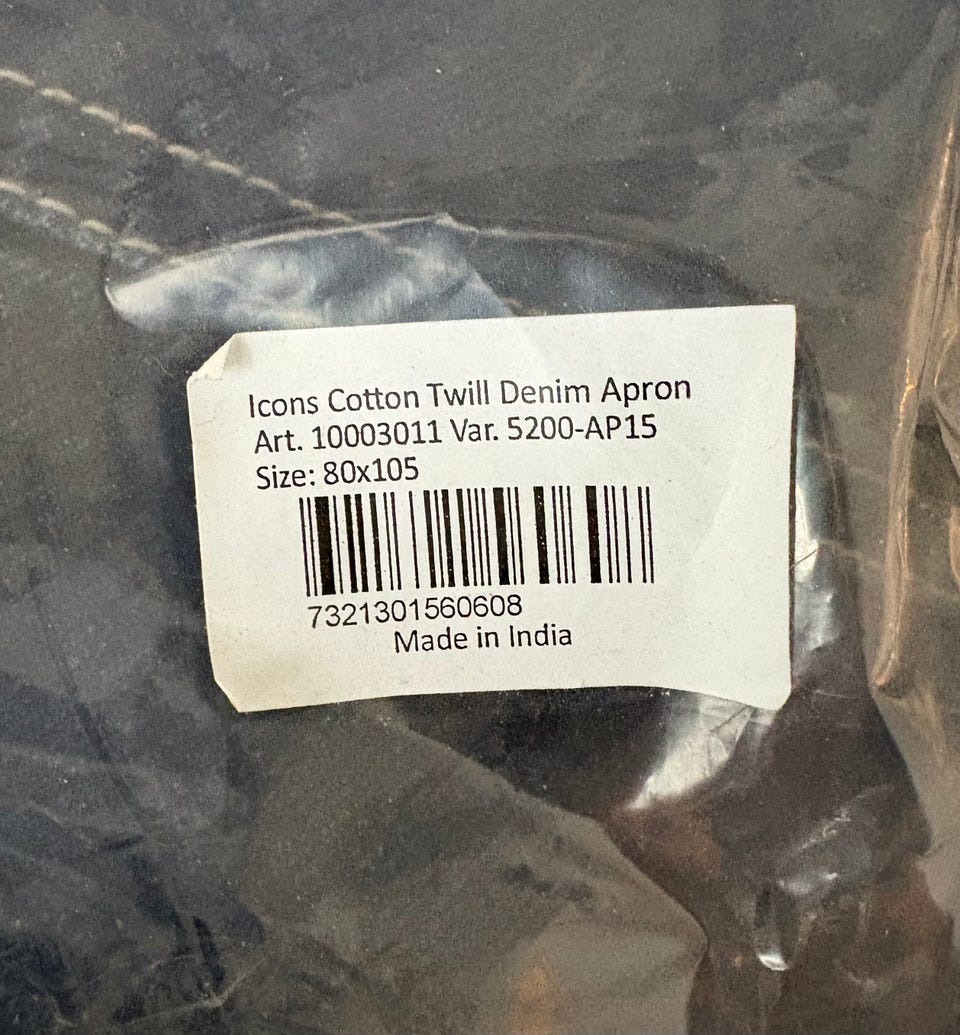 Icons Cotton Twill Denim Apron
Art. 10003011 Var. 5200-AP15
Size: 80x105
7321301560608
Made in India